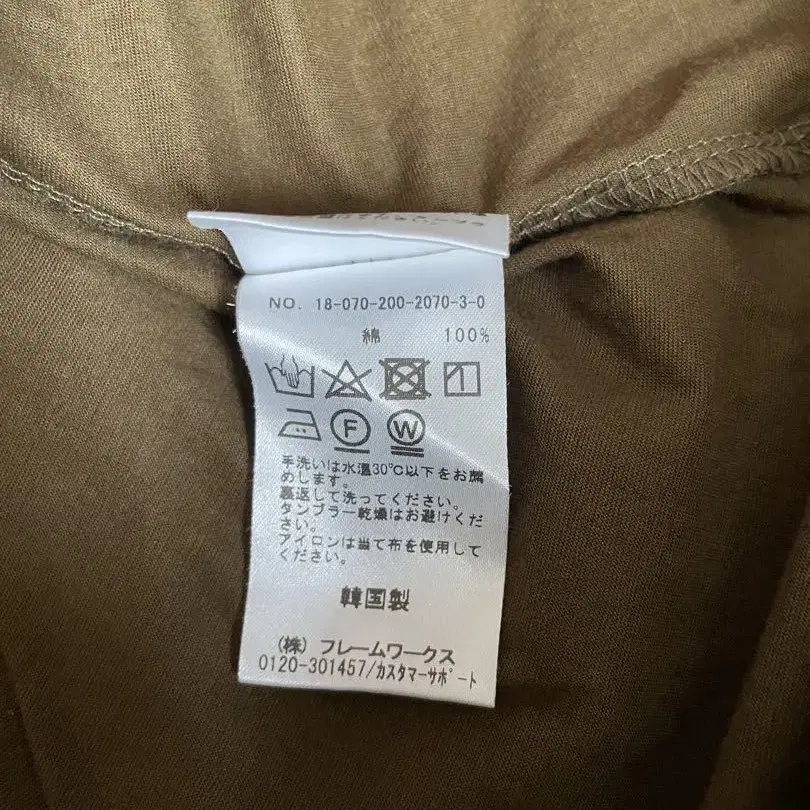 NO. 18-070-200-2070-3-0
綿 100%
F W
手洗いは水温30℃以下をお薦
めします。
裏返して洗ってください。
タンブラー乾燥はお避けくだ
さい。
アイロンは当て布を使用して
ください。
韓国製
(株) フレームワークス
0120-301457/カスタマーサポート